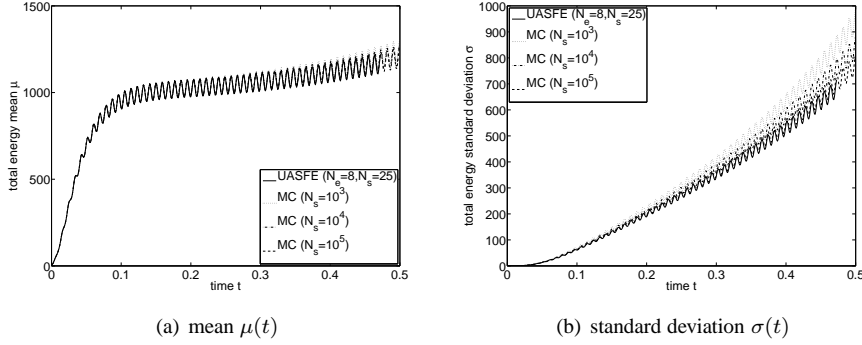 1500
1000
500
0
0
0.1
0.2
0.3
0.4
0.5
total energy mean μ
time t
UASFE (N_e=8,N_s=25)
MC (N_s=10^3)
MC (N_s=10^4)
MC (N_s=10^5)
(a) mean μ(t)
1000
900
800
700
600
500
400
300
200
100
0
0
0.1
0.2
0.3
0.4
0.5
total energy standard deviation σ
time t
UASFE (N_e=8,N_s=25)
MC (N_s=10^3)
MC (N_s=10^4)
MC (N_s=10^5)
(b) standard deviation σ(t)